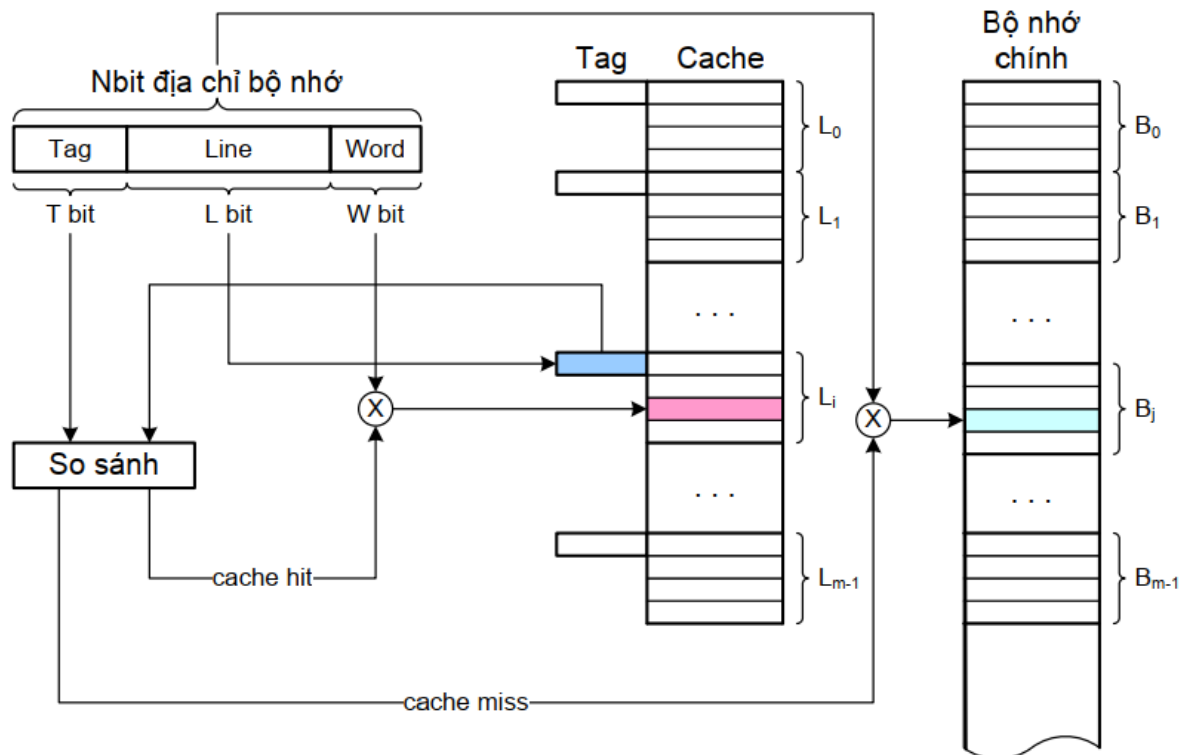 Bộ nhớ
chính
Tag Cache
Nbit địa chỉ bộ nhớ
Tag Line Word
T bit L bit W bit
L0
B0
L1
B1
. . .
. . .
Li
Bj
X
X
So sánh
. . .
. . .
cache hit
Lm-1
Bm-1
cache miss